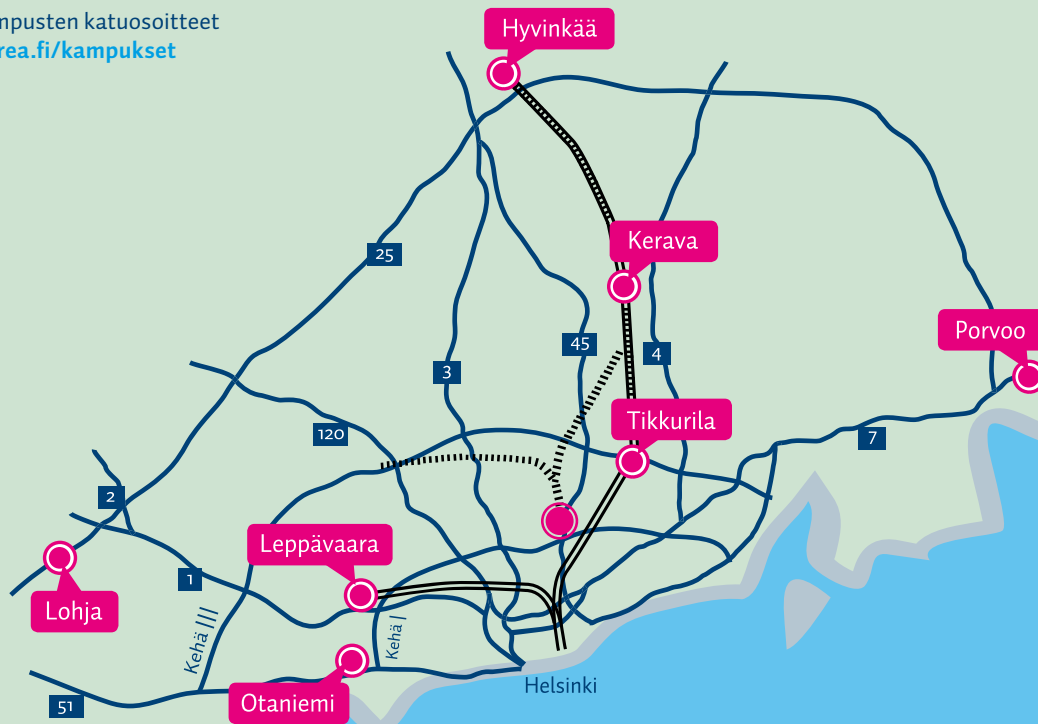 mpusten katuosoitteet
rea.fi/kampukset
Hyvinkää
Kerava
25
Porvoo
45
4
3
Tikkurila
120
7
2
Leppävaara
1
Lohja
Kehä |||
Kehä |
Helsinki
Otaniemi
51